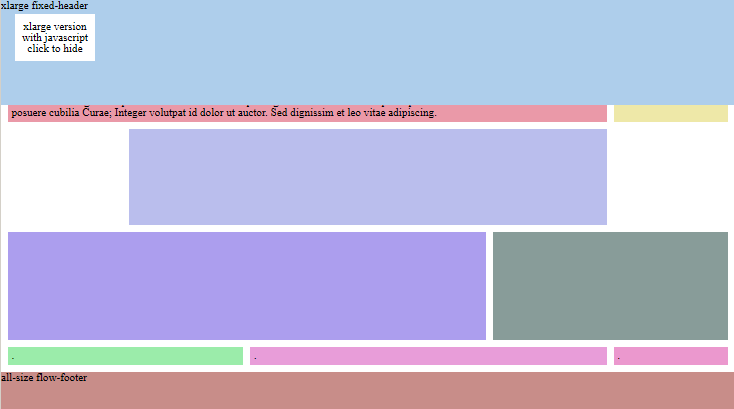 xlarge fixed-header
xlarge version
with javascript
click to hide
posuere cubilia Curae; Integer volutpat id dolor ut auctor. Sed dignissim et leo vitae adipiscing.
.
.
.
all-size flow-footer